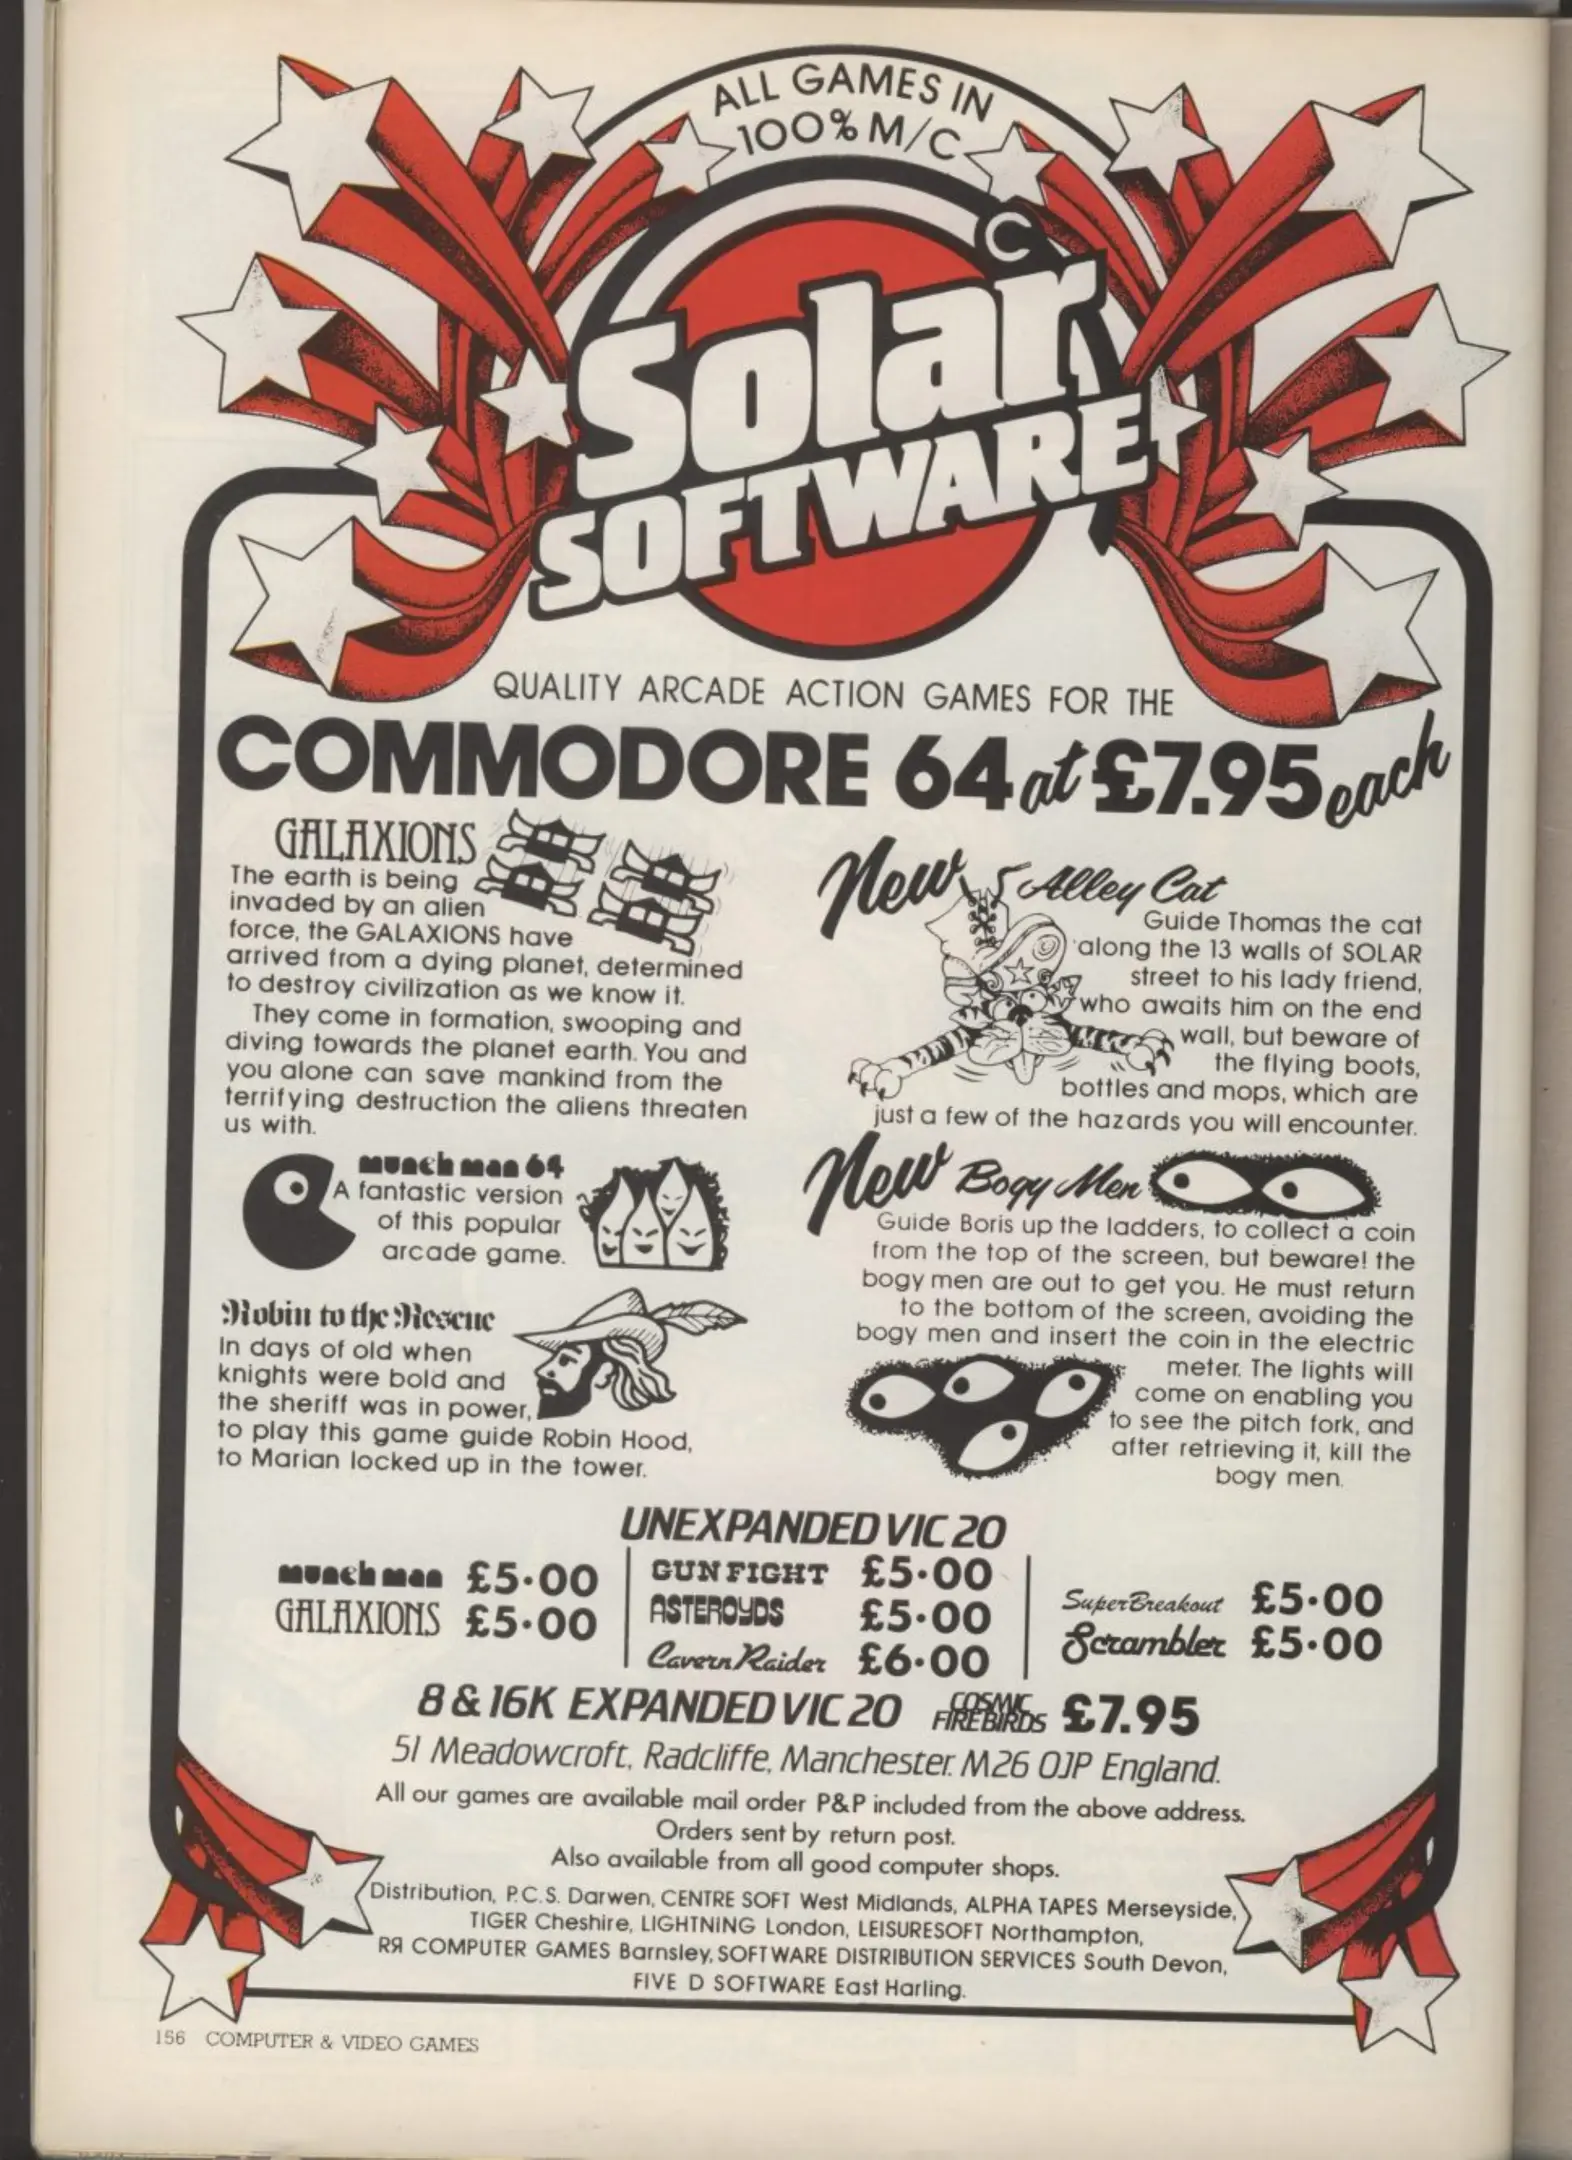 ALL GAMES IN
100% M/C
C
Solar
SOFTWARE
QUALITY ARCADE ACTION GAMES FOR THE
COMMODORE 64 at £7.95 each
GALAXIONS
The earth is being
invaded by an alien
force, the GALAXIONS have
arrived from a dying planet, determined
to destroy civilization as we know it.
They come in formation, swooping and
diving towards the planet earth. You and
you alone can save mankind from the
terrifying destruction the aliens threaten
us with.
munch man 64
A fantastic version
of this popular
arcade game.
Robin to the Rescue
In days of old when
knights were bold and
the sheriff was in power,
to play this game guide Robin Hood,
to Marian locked up in the tower.
New Alley Cat
Guide Thomas the cat
along the 13 walls of SOLAR
street to his lady friend,
who awaits him on the end
wall, but beware of
the flying boots,
bottles and mops, which are
just a few of the hazards you will encounter.
New Bogy Men
Guide Boris up the ladders, to collect a coin
from the top of the screen, but beware! the
bogy men are out to get you. He must return
to the bottom of the screen, avoiding the
bogy men and insert the coin in the electric
meter. The lights will
come on enabling you
to see the pitch fork, and
after retrieving it, kill the
bogy men.
UNEXPANDED VIC 20
munch man £5·00
GALAXIONS £5·00
GUN FIGHT £5·00
ASTEROYDS £5·00
Cavern Raider £6·00
Super Breakout £5·00
Scrambler £5·00
8 & 16K EXPANDED VIC 20 COSMIC FIREBIRDS £7.95
51 Meadowcroft, Radcliffe, Manchester. M26 0JP England.
All our games are available mail order P&P included from the above address.
Orders sent by return post.
Also available from all good computer shops.
Distribution, P.C.S. Darwen, CENTRE SOFT West Midlands, ALPHA TAPES Merseyside,
TIGER Cheshire, LIGHTNING London, LEISURESOFT Northampton,
RЯ COMPUTER GAMES Barnsley, SOFTWARE DISTRIBUTION SERVICES South Devon,
FIVE D SOFTWARE East Harling.
156 COMPUTER & VIDEO GAMES